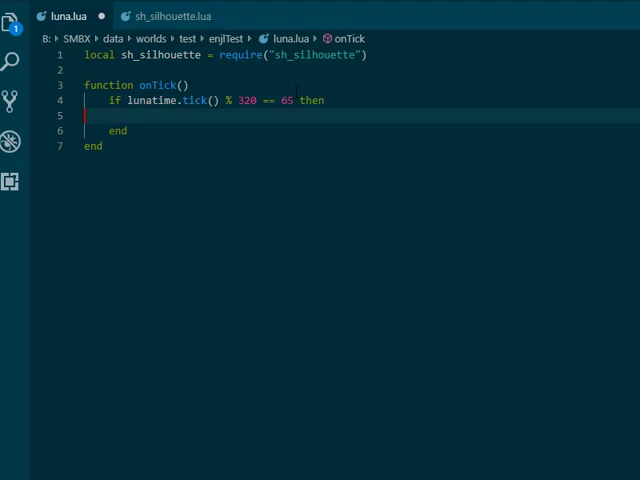 luna.lua ● sh_silhouette.lua
B: SMBX data worlds test enjlTest luna.lua onTick
1 local sh_silhouette = require("sh_silhouette")
2
3 function onTick()
4 if lunatime.tick() % 320 == 65 then
5
6 end
7 end
1